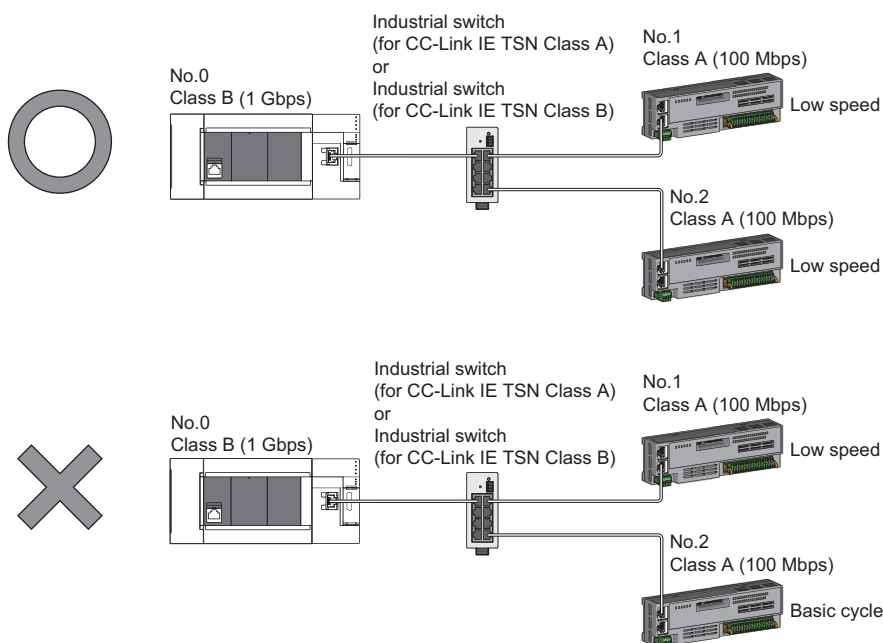 Industrial switch
(for CC-Link IE TSN Class A)
or
Industrial switch
(for CC-Link IE TSN Class B)
No.1
Class A (100 Mbps)
No.0
Class B (1 Gbps)
Low speed
No.2
Class A (100 Mbps)
Low speed
Industrial switch
(for CC-Link IE TSN Class A)
or
Industrial switch
(for CC-Link IE TSN Class B)
No.1
Class A (100 Mbps)
No.0
Class B (1 Gbps)
Low speed
No.2
Class A (100 Mbps)
Basic cycle